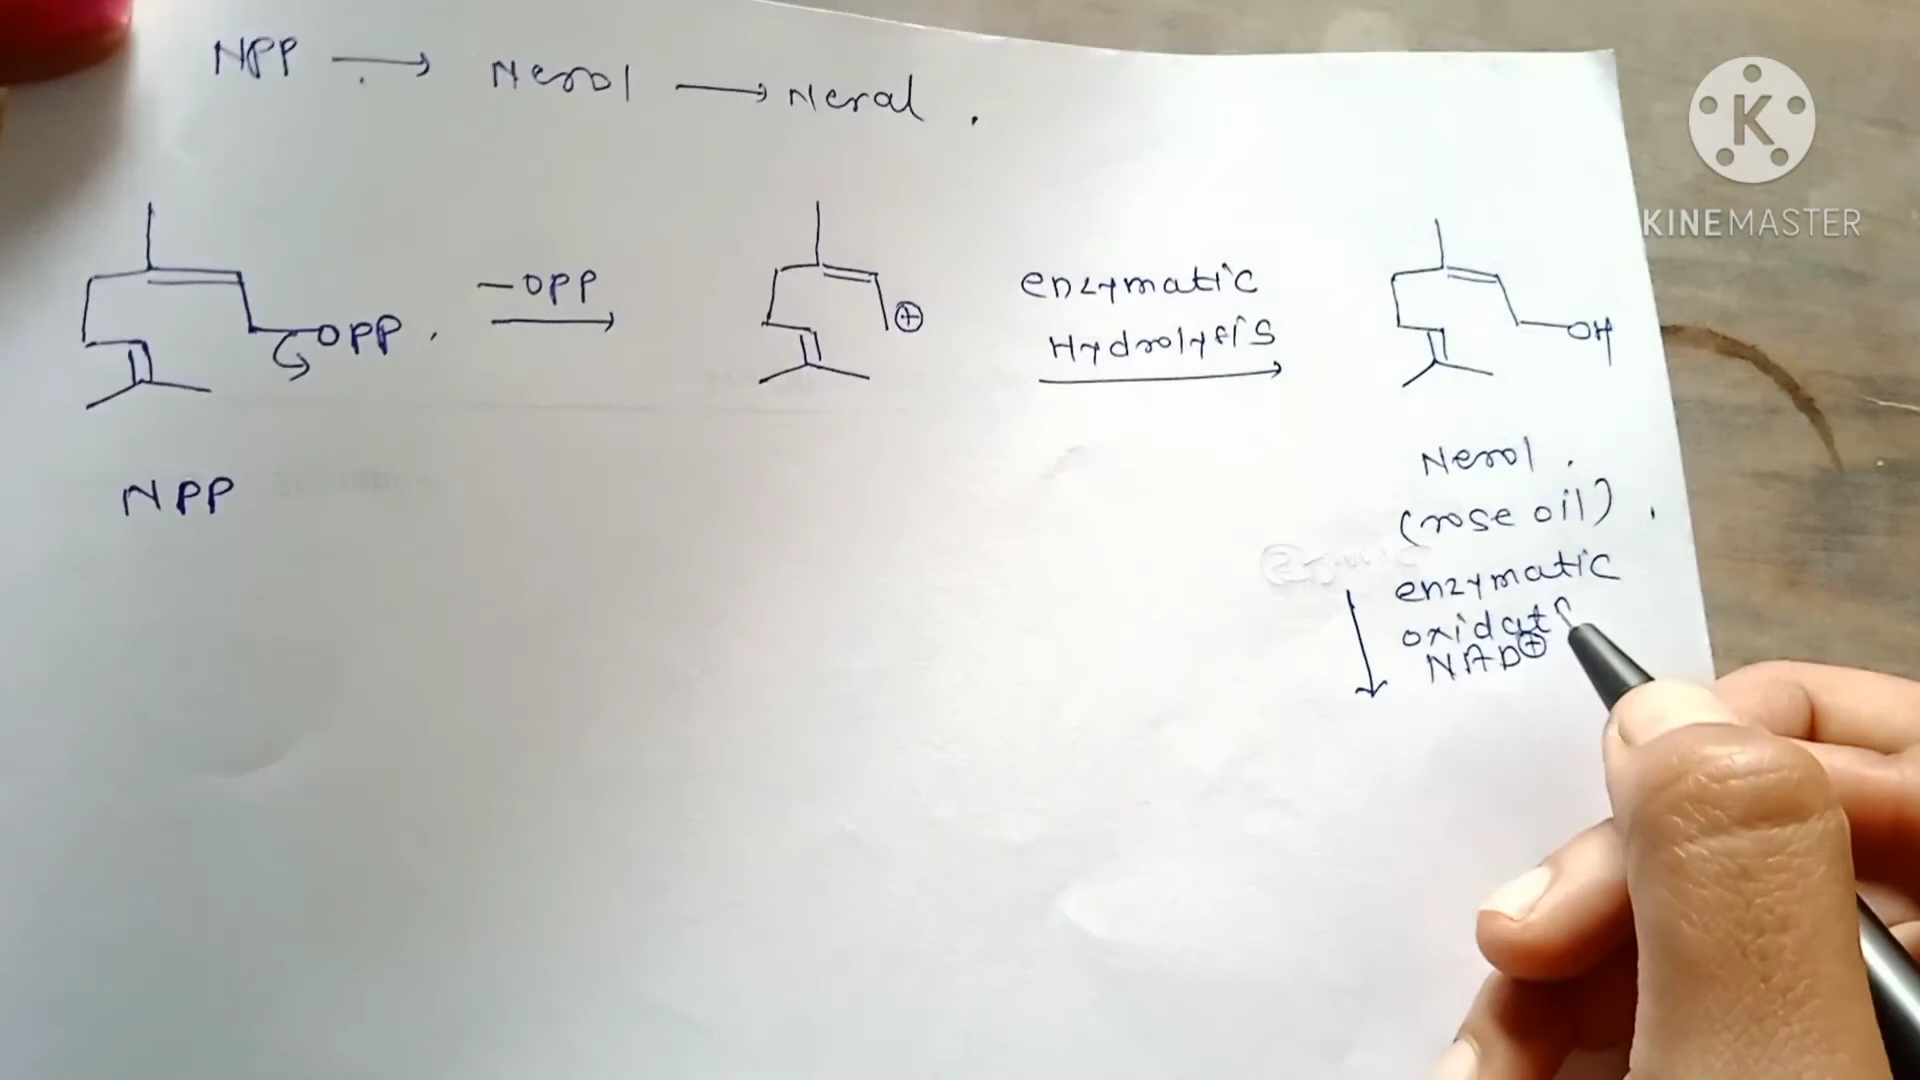 NPP → Nerol → Neral.
K
KINEMASTER
OPP.
-OPP
⊕
enzymatic
Hydrolysis
OH
NPP
Nerol.
(rose oil).
enzymatic
oxidati
NAD⊕